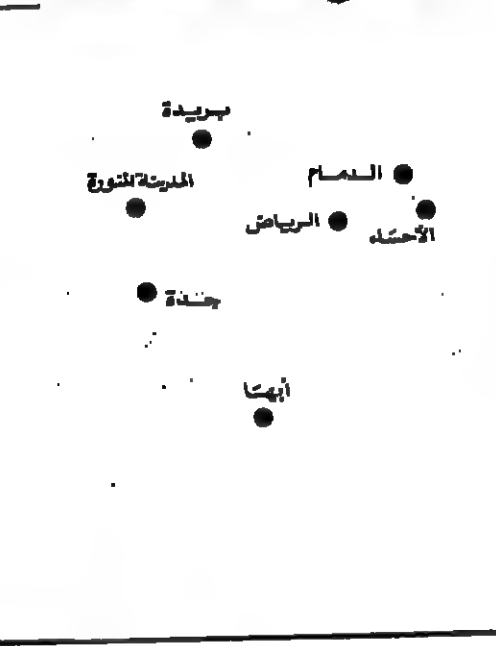 بريدة
الدمام
المدينة المنورة
الرياض
الأحساء
جدة
أبها